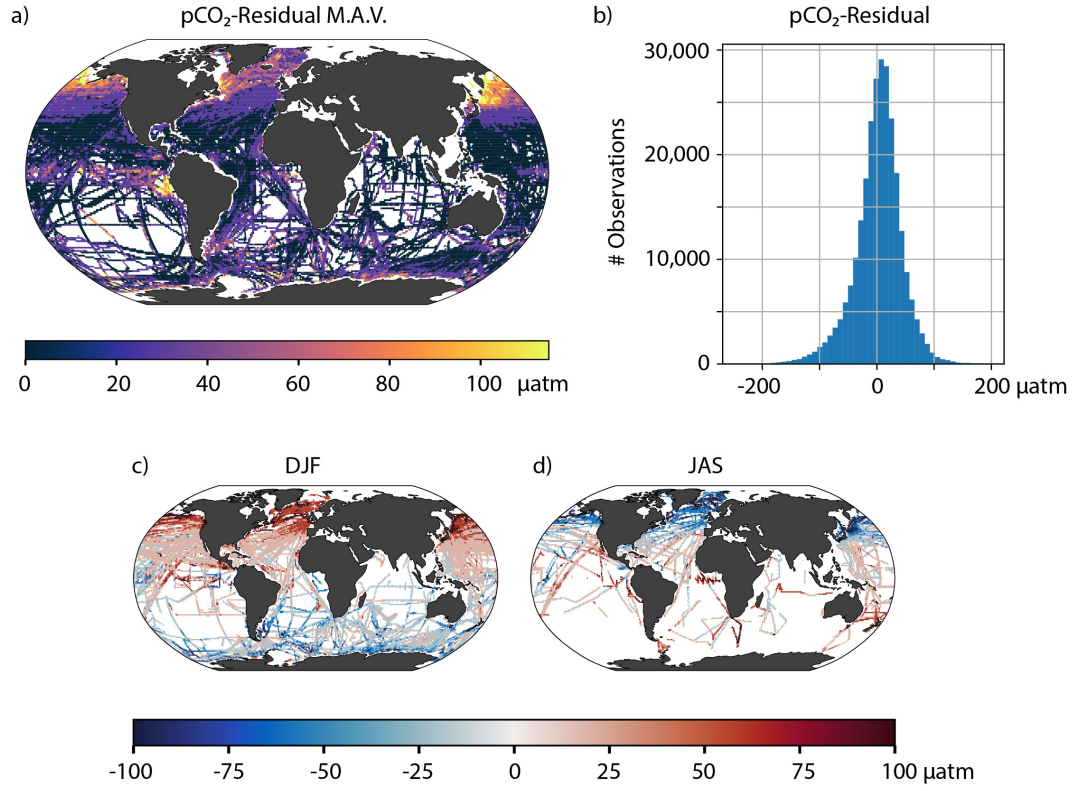 a)
pCO₂-Residual M.A.V.
0 20 40 60 80 100 µatm
b)
pCO₂-Residual
# Observations
30,000
20,000
10,000
0
-200 0 200 µatm
c)
DJF
d)
JAS
-100 -75 -50 -25 0 25 50 75 100 µatm